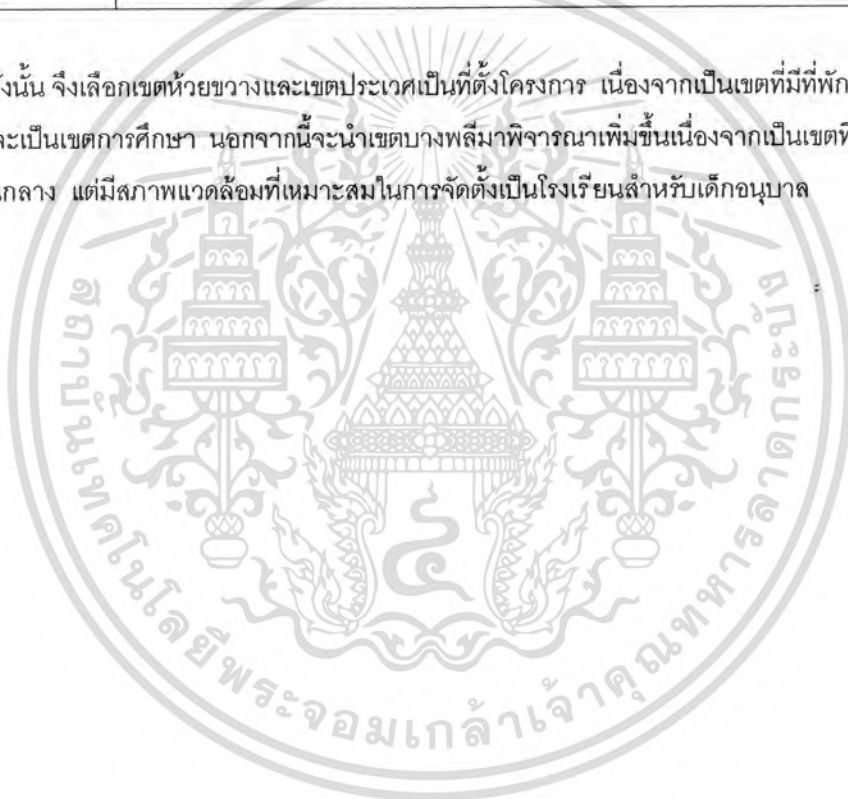 ังนั้น จึงเลือกเขตห้วยขวางและเขตประเวศเป็นที่ตั้งโครงการ เนื่องจากเป็นเขตที่มีที่พัก
ละเป็นเขตการศึกษา นอกจากนี้จะนำเขตบางพลีมาพิจารณาเพิ่มขึ้นเนื่องจากเป็นเขตที
นกลาง แต่มีสภาพแวดล้อมที่เหมาะสมในการจัดตั้งเป็นโรงเรียนสำหรับเด็กอนุบาล
สถาบันเทคโนโลยีพระจอมเกล้าเจ้าคุณทหารลาดกระบัง